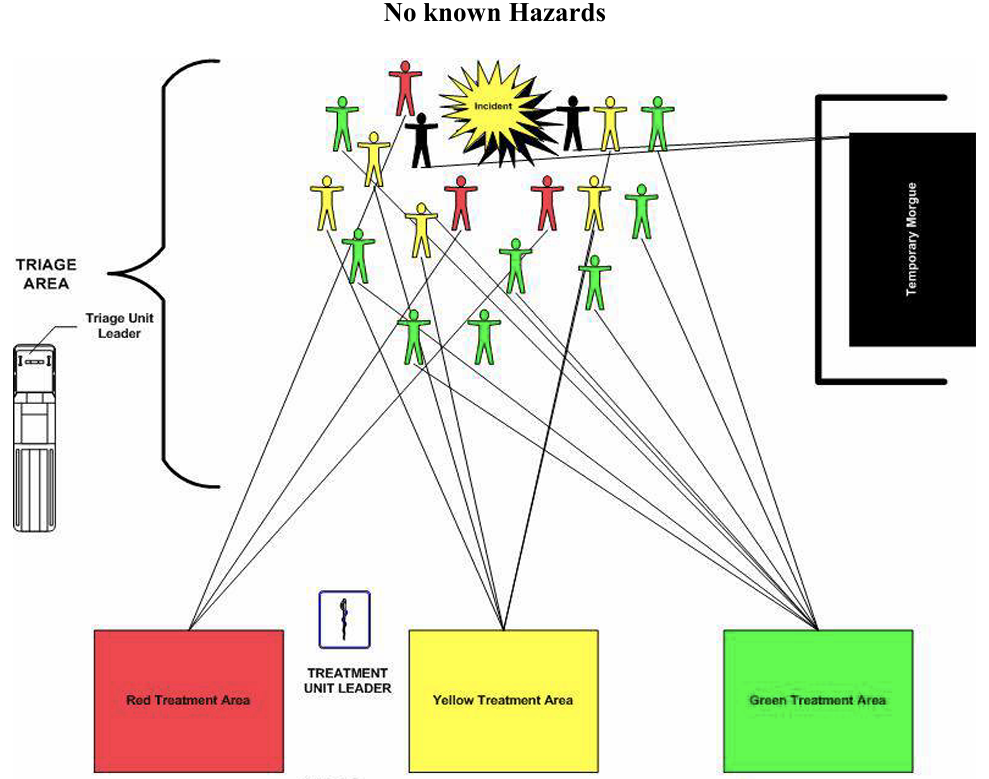 No known Hazards
Incident
Temporary Morgue
TRIAGE
AREA
Triage Unit
Leader
TREATMENT
UNIT LEADER
Red Treatment Area
Yellow Treatment Area
Green Treatment Area